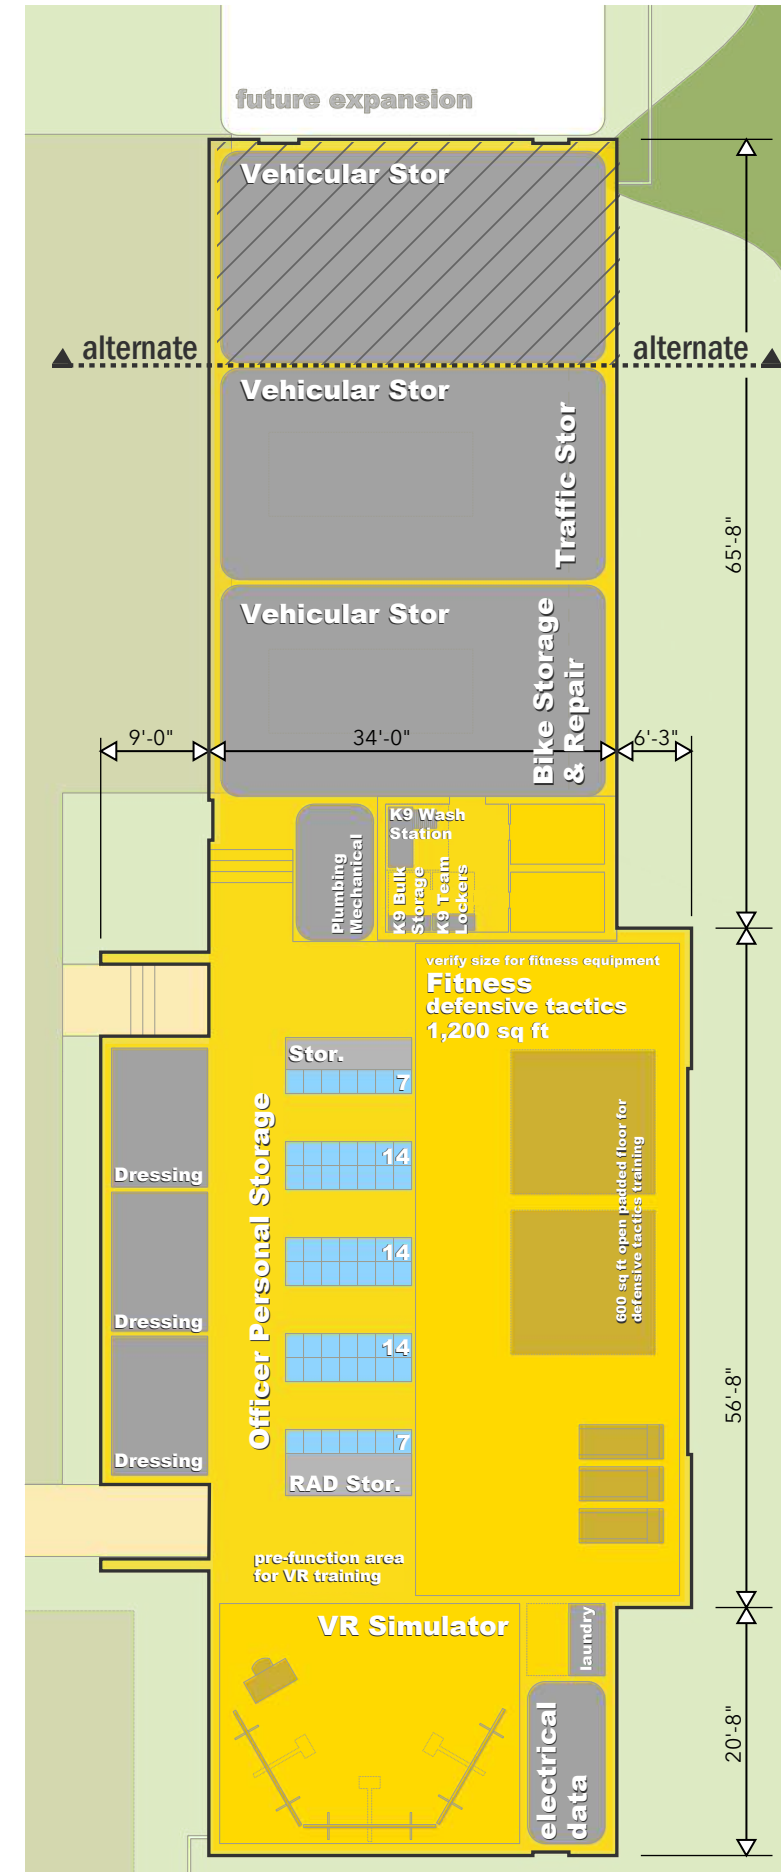 future expansion
Vehicular Stor
alternate
alternate
Vehicular Stor
Traffic Stor
65'-8"
Vehicular Stor
Bike Storage
& Repair
9'-0"
34'-0"
6'-3"
K9 Wash
Station
Plumbing
Mechanical
K9 Bulk
Storage
K9 Team
Lockers
verify size for fitness equipment
Fitness
defensive tactics
1,200 sq ft
Stor.
7
Officer Personal Storage
14
Dressing
600 sq ft open padded floor for
defensive tactics training
14
Dressing
14
56'-8"
7
Dressing
RAD Stor.
pre-function area
for VR training
VR Simulator
laundry
electrical
data
20'-8"